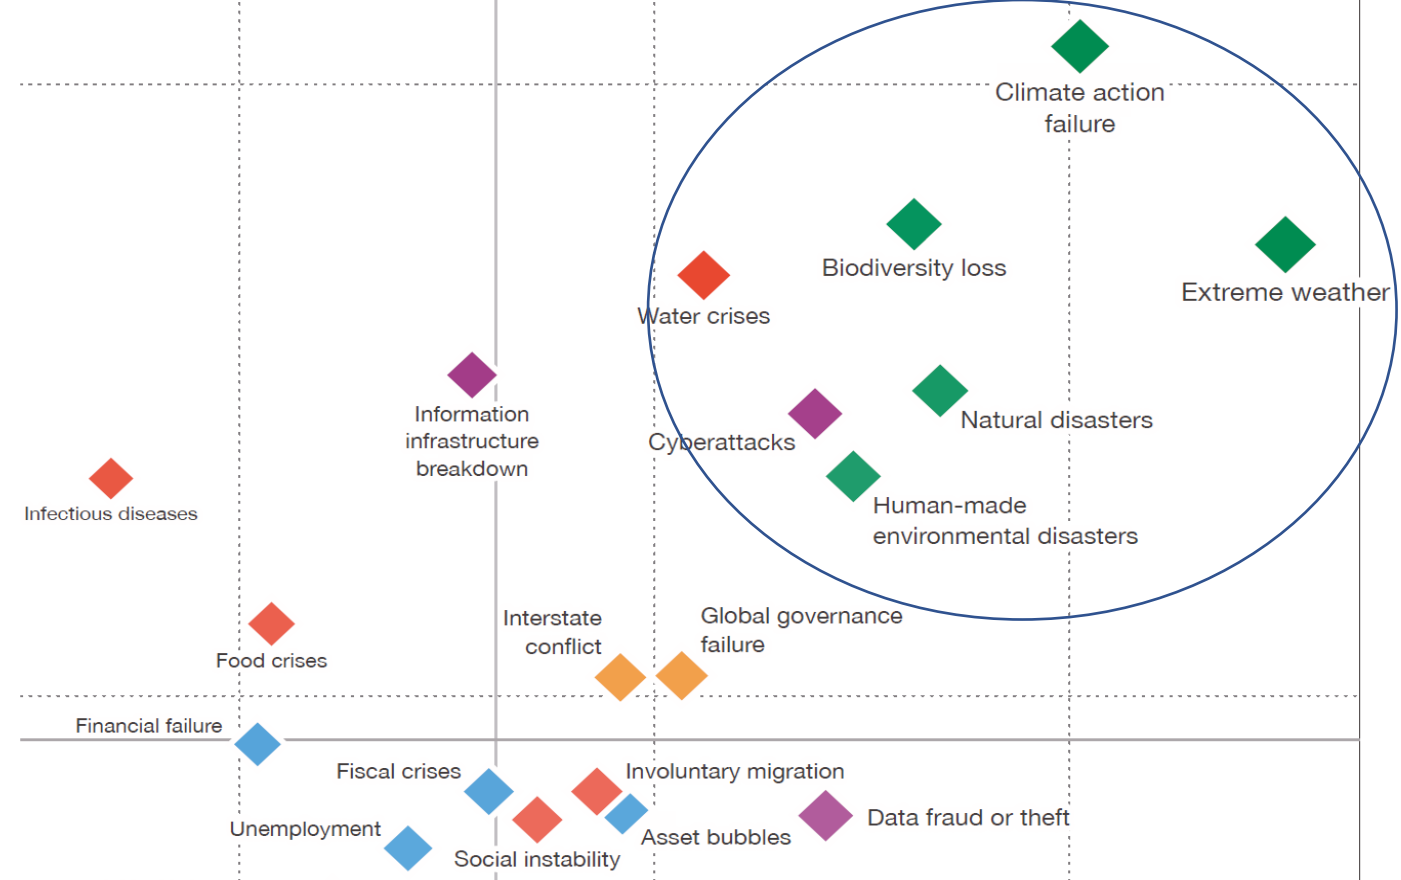 Climate action
failure
Biodiversity loss
Extreme weather
Water crises
Information
infrastructure
breakdown
Cyberattacks
Natural disasters
Infectious diseases
Human-made
environmental disasters
Food crises
Interstate
conflict
Global governance
failure
Financial failure
Fiscal crises
Involuntary migration
Unemployment
Social instability
Asset bubbles
Data fraud or theft